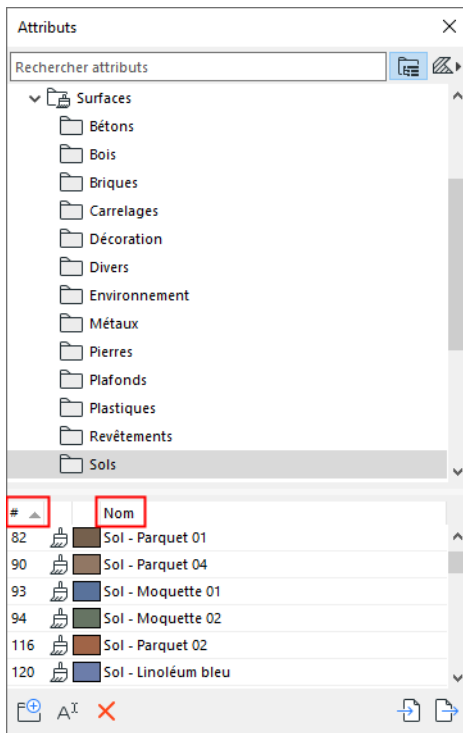 Attributs
Rechercher attributs
Surfaces
Bétons
Bois
Briques
Carrelages
Décoration
Divers
Environnement
Métaux
Pierres
Plafonds
Plastiques
Revêtements
Sols
# Nom
82 Sol - Parquet 01
90 Sol - Parquet 04
93 Sol - Moquette 01
94 Sol - Moquette 02
116 Sol - Parquet 02
120 Sol - Linoléum bleu